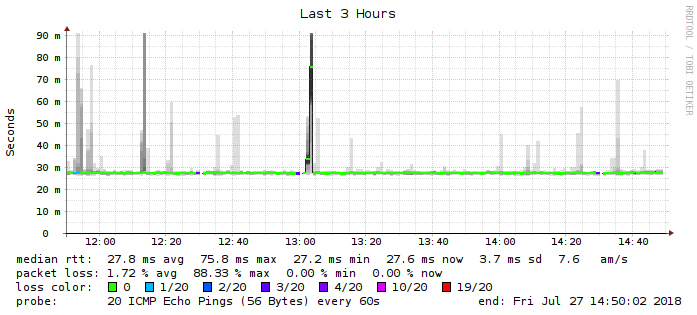 Last 3 Hours
RRDTOOL / TOBI OETIKER
Seconds
90 m
80 m
70 m
60 m
50 m
40 m
30 m
20 m
10 m
0
12:00 12:20 12:40 13:00 13:20 13:40 14:00 14:20 14:40
median rtt: 27.8 ms avg 75.8 ms max 27.2 ms min 27.6 ms now 3.7 ms sd 7.6 am/s
packet loss: 1.72 % avg 88.33 % max 0.00 % min 0.00 % now
loss color: 0 1/20 2/20 3/20 4/20 10/20 19/20
probe: 20 ICMP Echo Pings (56 Bytes) every 60s end: Fri Jul 27 14:50:02 2018